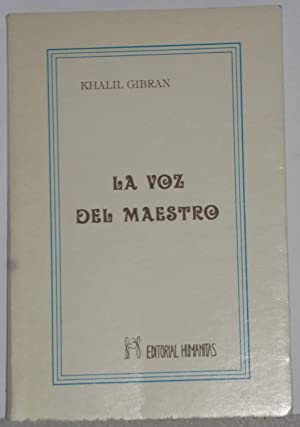 KHALIL GIBRAN
LA VOZ
DEL MAESTRO
EDITORIAL HUMANITAS